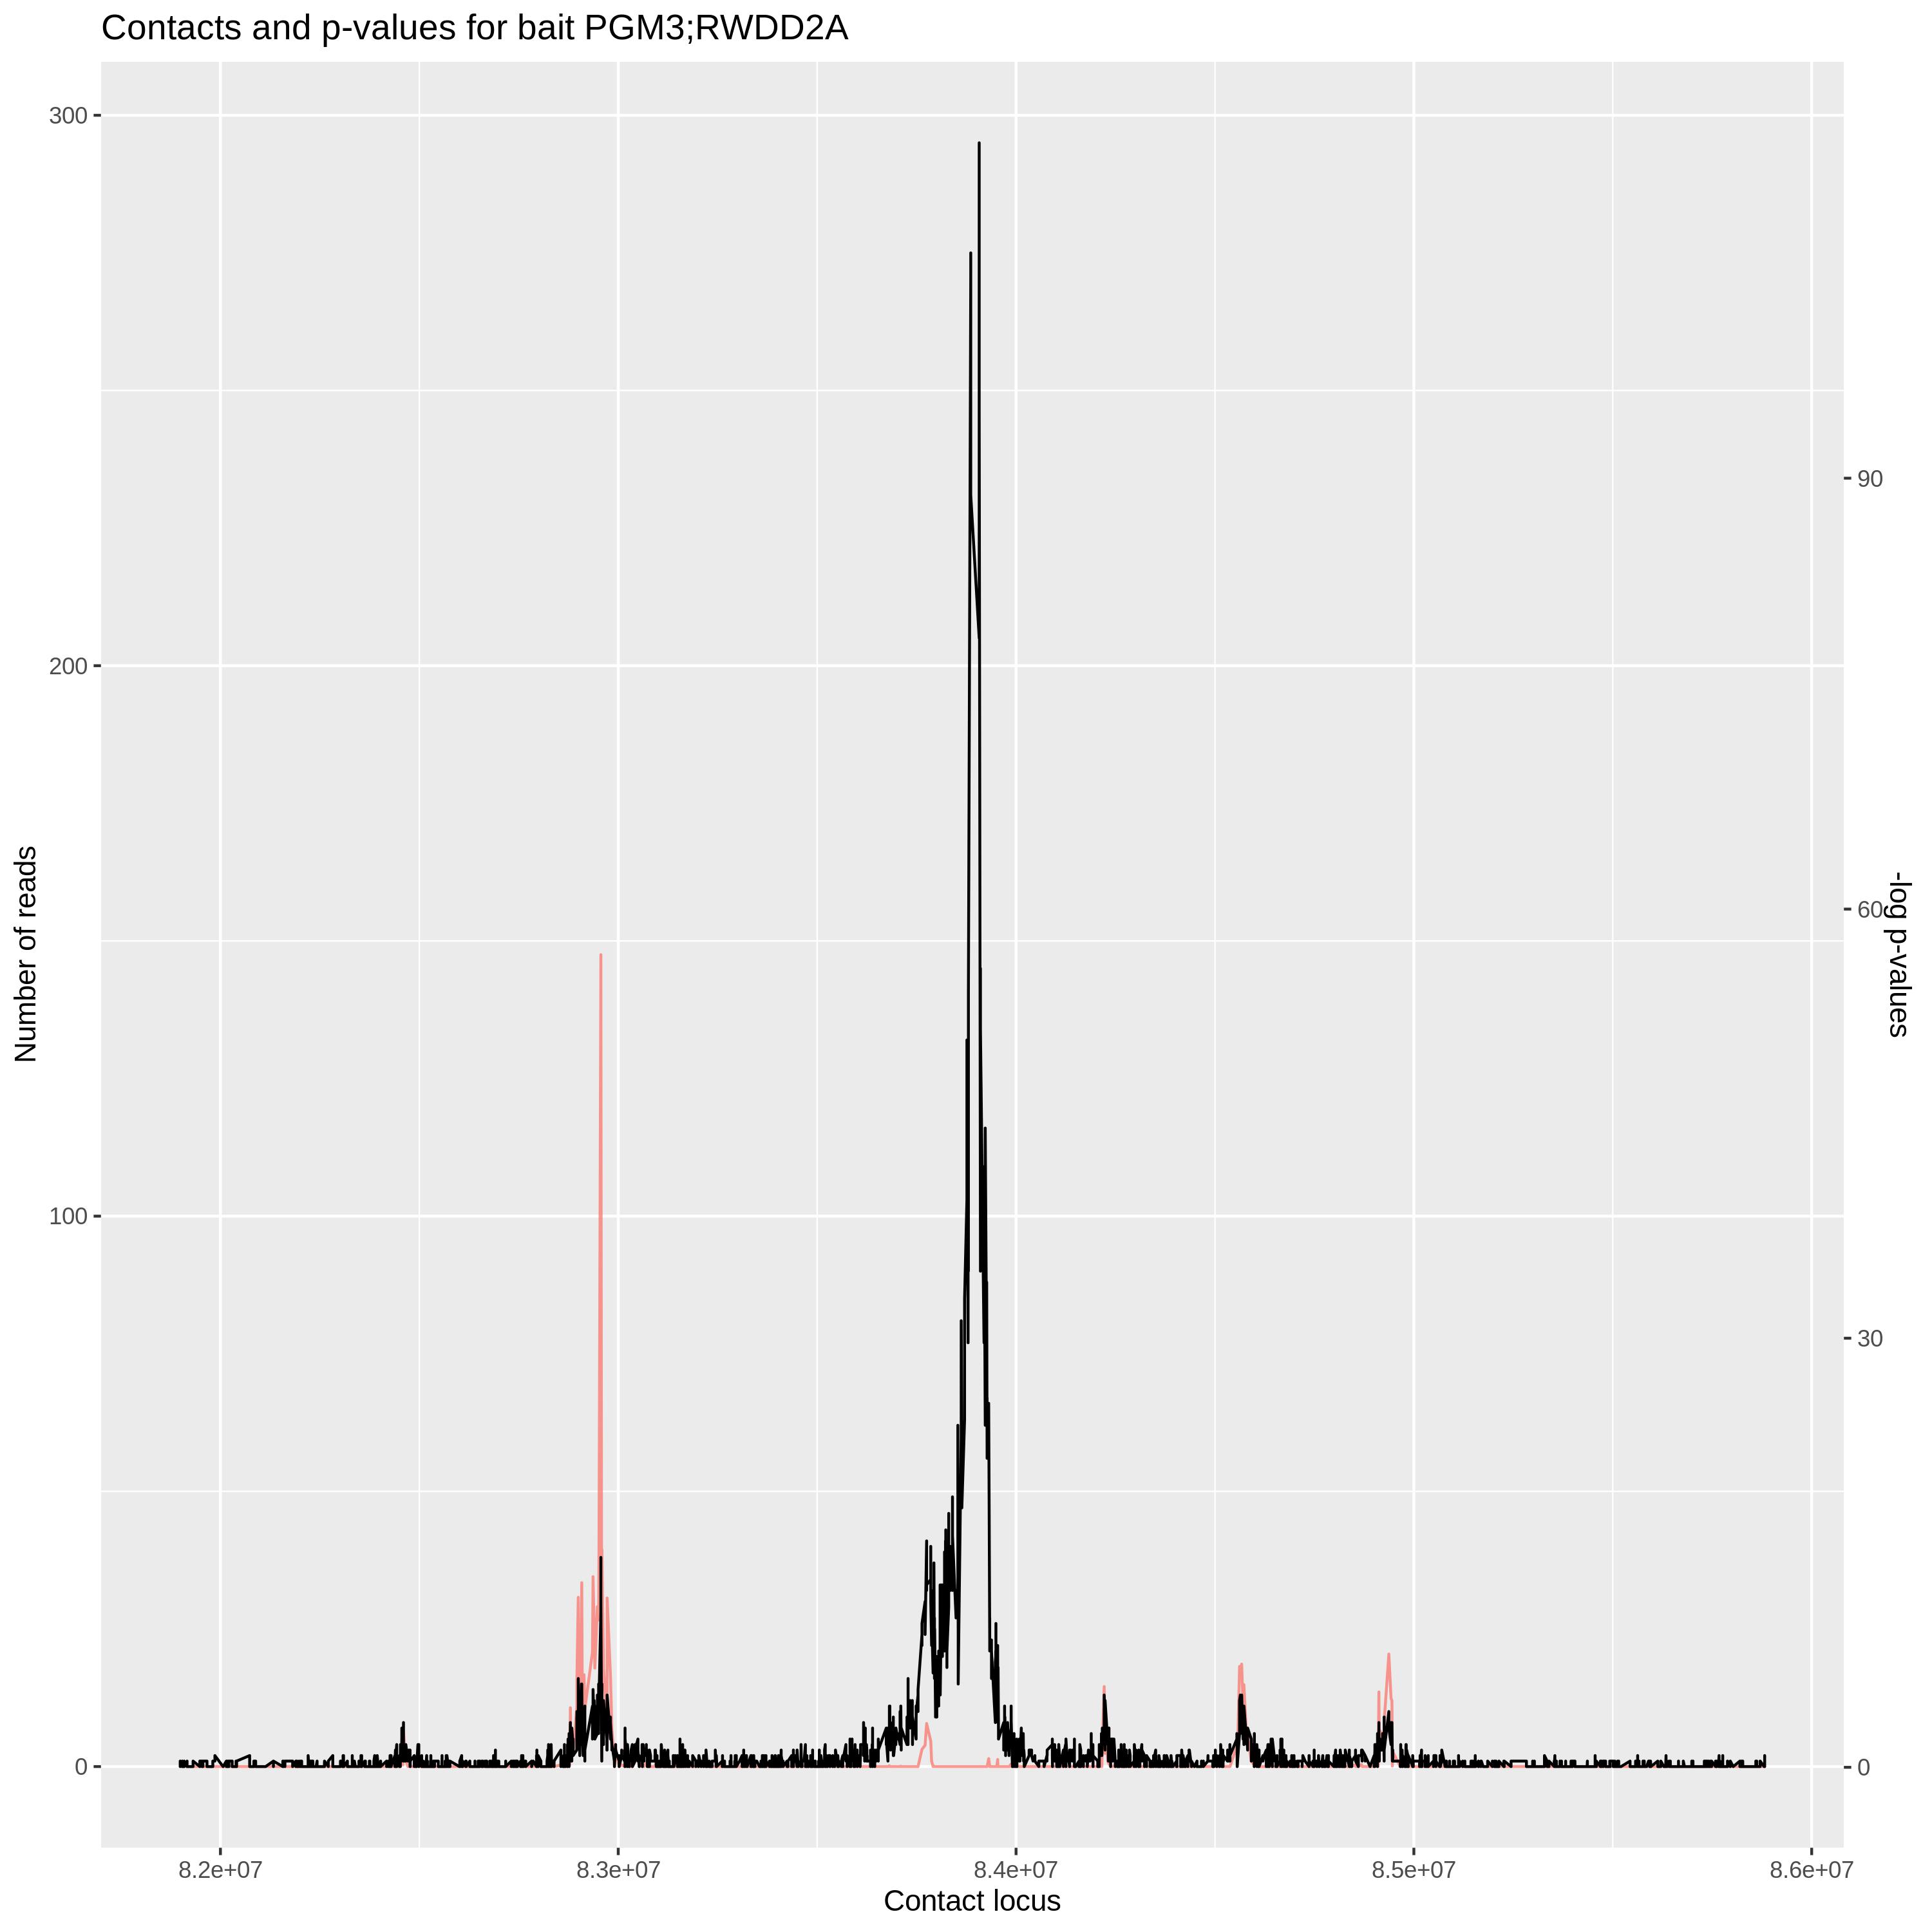 Contacts and p-values for bait PGM3;RWDD2A
300
200
100
0
Number of reads
90
60
30
0
-log p-values
8.2e+07
8.3e+07
8.4e+07
8.5e+07
8.6e+07
Contact locus